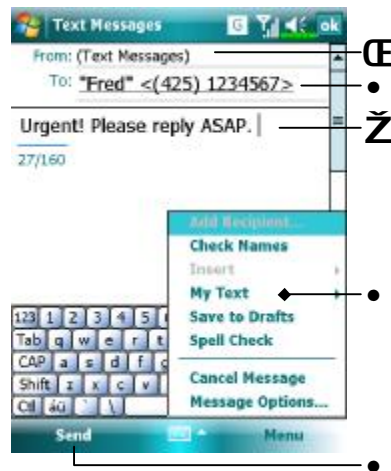 Text Messages G ok
From: (Text Messages) Œ
To: "Fred" <(425) 1234567> •
Urgent! Please reply ASAP. Ž
27/160
Add Recipient...
Check Names
Insert
My Text •
Save to Drafts
Spell Check
Cancel Message
Message Options...
123 1 2 3 4 5
Tab q w e r t
CAP a s d f g
Shift z x c v
Ctl áü ` \
Send Menu
•